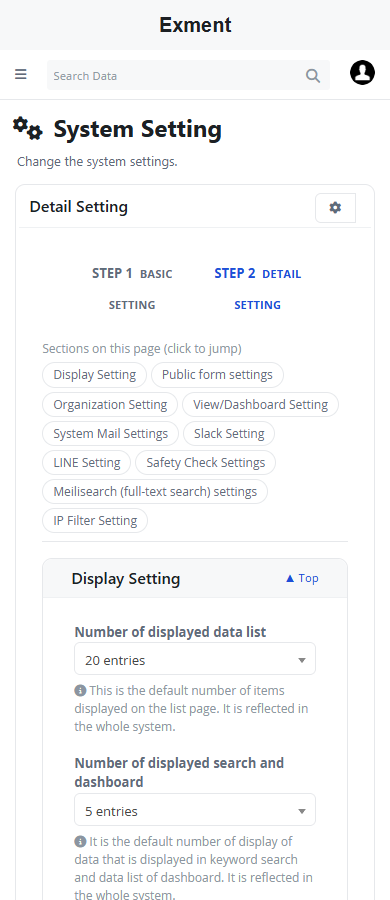 Exment
Search Data
System Setting
Change the system settings.
Detail Setting
STEP 1 BASIC
SETTING
STEP 2 DETAIL
SETTING
Sections on this page (click to jump)
Display Setting
Public form settings
Organization Setting
View/Dashboard Setting
System Mail Settings
Slack Setting
LINE Setting
Safety Check Settings
Meilisearch (full-text search) settings
IP Filter Setting
Display Setting
▲ Top
Number of displayed data list
20 entries
This is the default number of items
displayed on the list page. It is reflected in
the whole system.
Number of displayed search and
dashboard
5 entries
It is the default number of display of
data that is displayed in keyword search
and data list of dashboard. It is reflected in
the whole system.